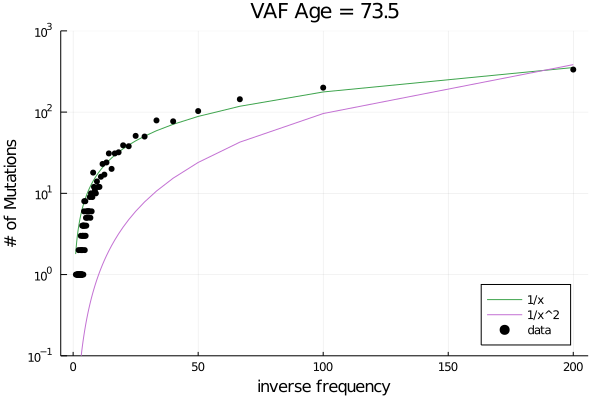 VAF Age = 73.5
# of Mutations
10^3
10^2
10^1
10^0
10^-1
0 50 100 150 200
inverse frequency
1/x
1/x^2
data